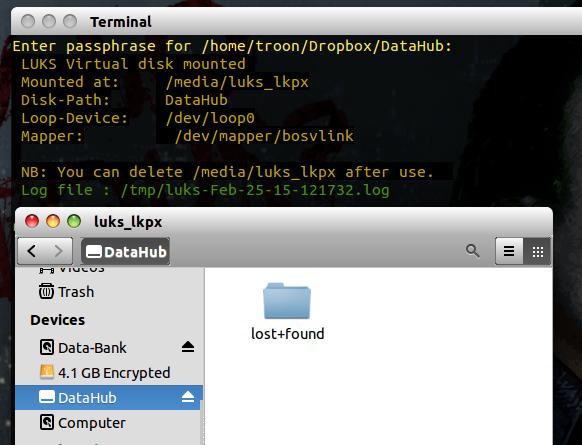 Terminal
Enter passphrase for /home/troon/Dropbox/DataHub:
LUKS Virtual disk mounted
Mounted at: /media/luks_lkpx
Disk-Path: DataHub
Loop-Device: /dev/loop0
Mapper: /dev/mapper/bosvlink
NB: You can delete /media/luks_lkpx after use.
Log file : /tmp/luks-Feb-25-15-121732.log
luks_lkpx
DataHub
Videos
Trash
Devices
Data-Bank
4.1 GB Encrypted
DataHub
Computer
lost+found